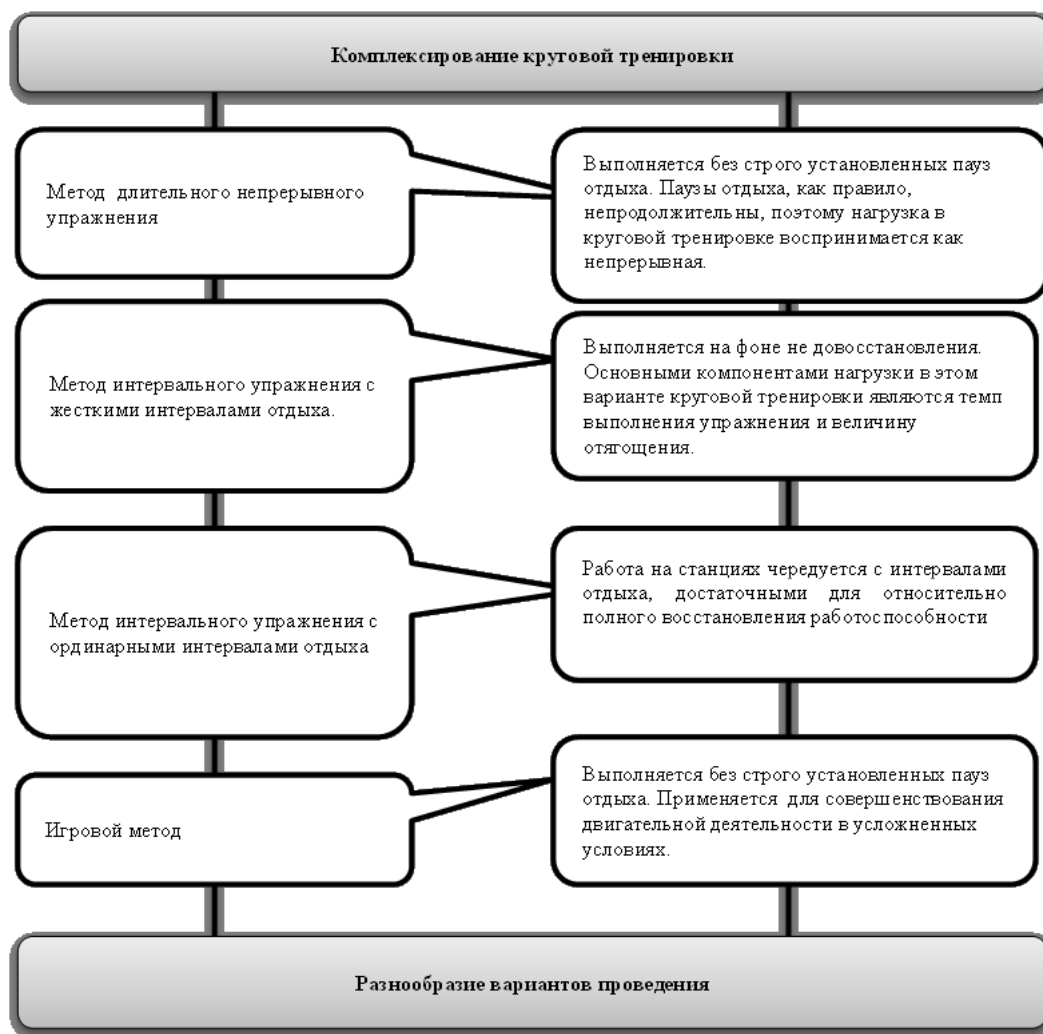 Комплексирование круговой тренировки
Метод длительного непрерывного
упражнения
Выполняется без строго установленных пауз
отдыха. Паузы отдыха, как правило,
непродолжительны, поэтому нагрузка в
круговой тренировке воспринимается как
непрерывная.
Метод интервального упражнения с
жесткими интервалами отдыха.
Выполняется на фоне не довосстановления.
Основными компонентами нагрузки в этом
варианте круговой тренировки являются темп
выполнения упражнения и величину
отягощения.
Метод интервального упражнения с
ординарными интервалами отдыха
Работа на станциях чередуется с интервалами
отдыха, достаточными для относительно
полного восстановления работоспособности
Игровой метод
Выполняется без строго установленных пауз
отдыха. Применяется для совершенствования
двигательной деятельности в усложненных
условиях.
Разнообразие вариантов проведения